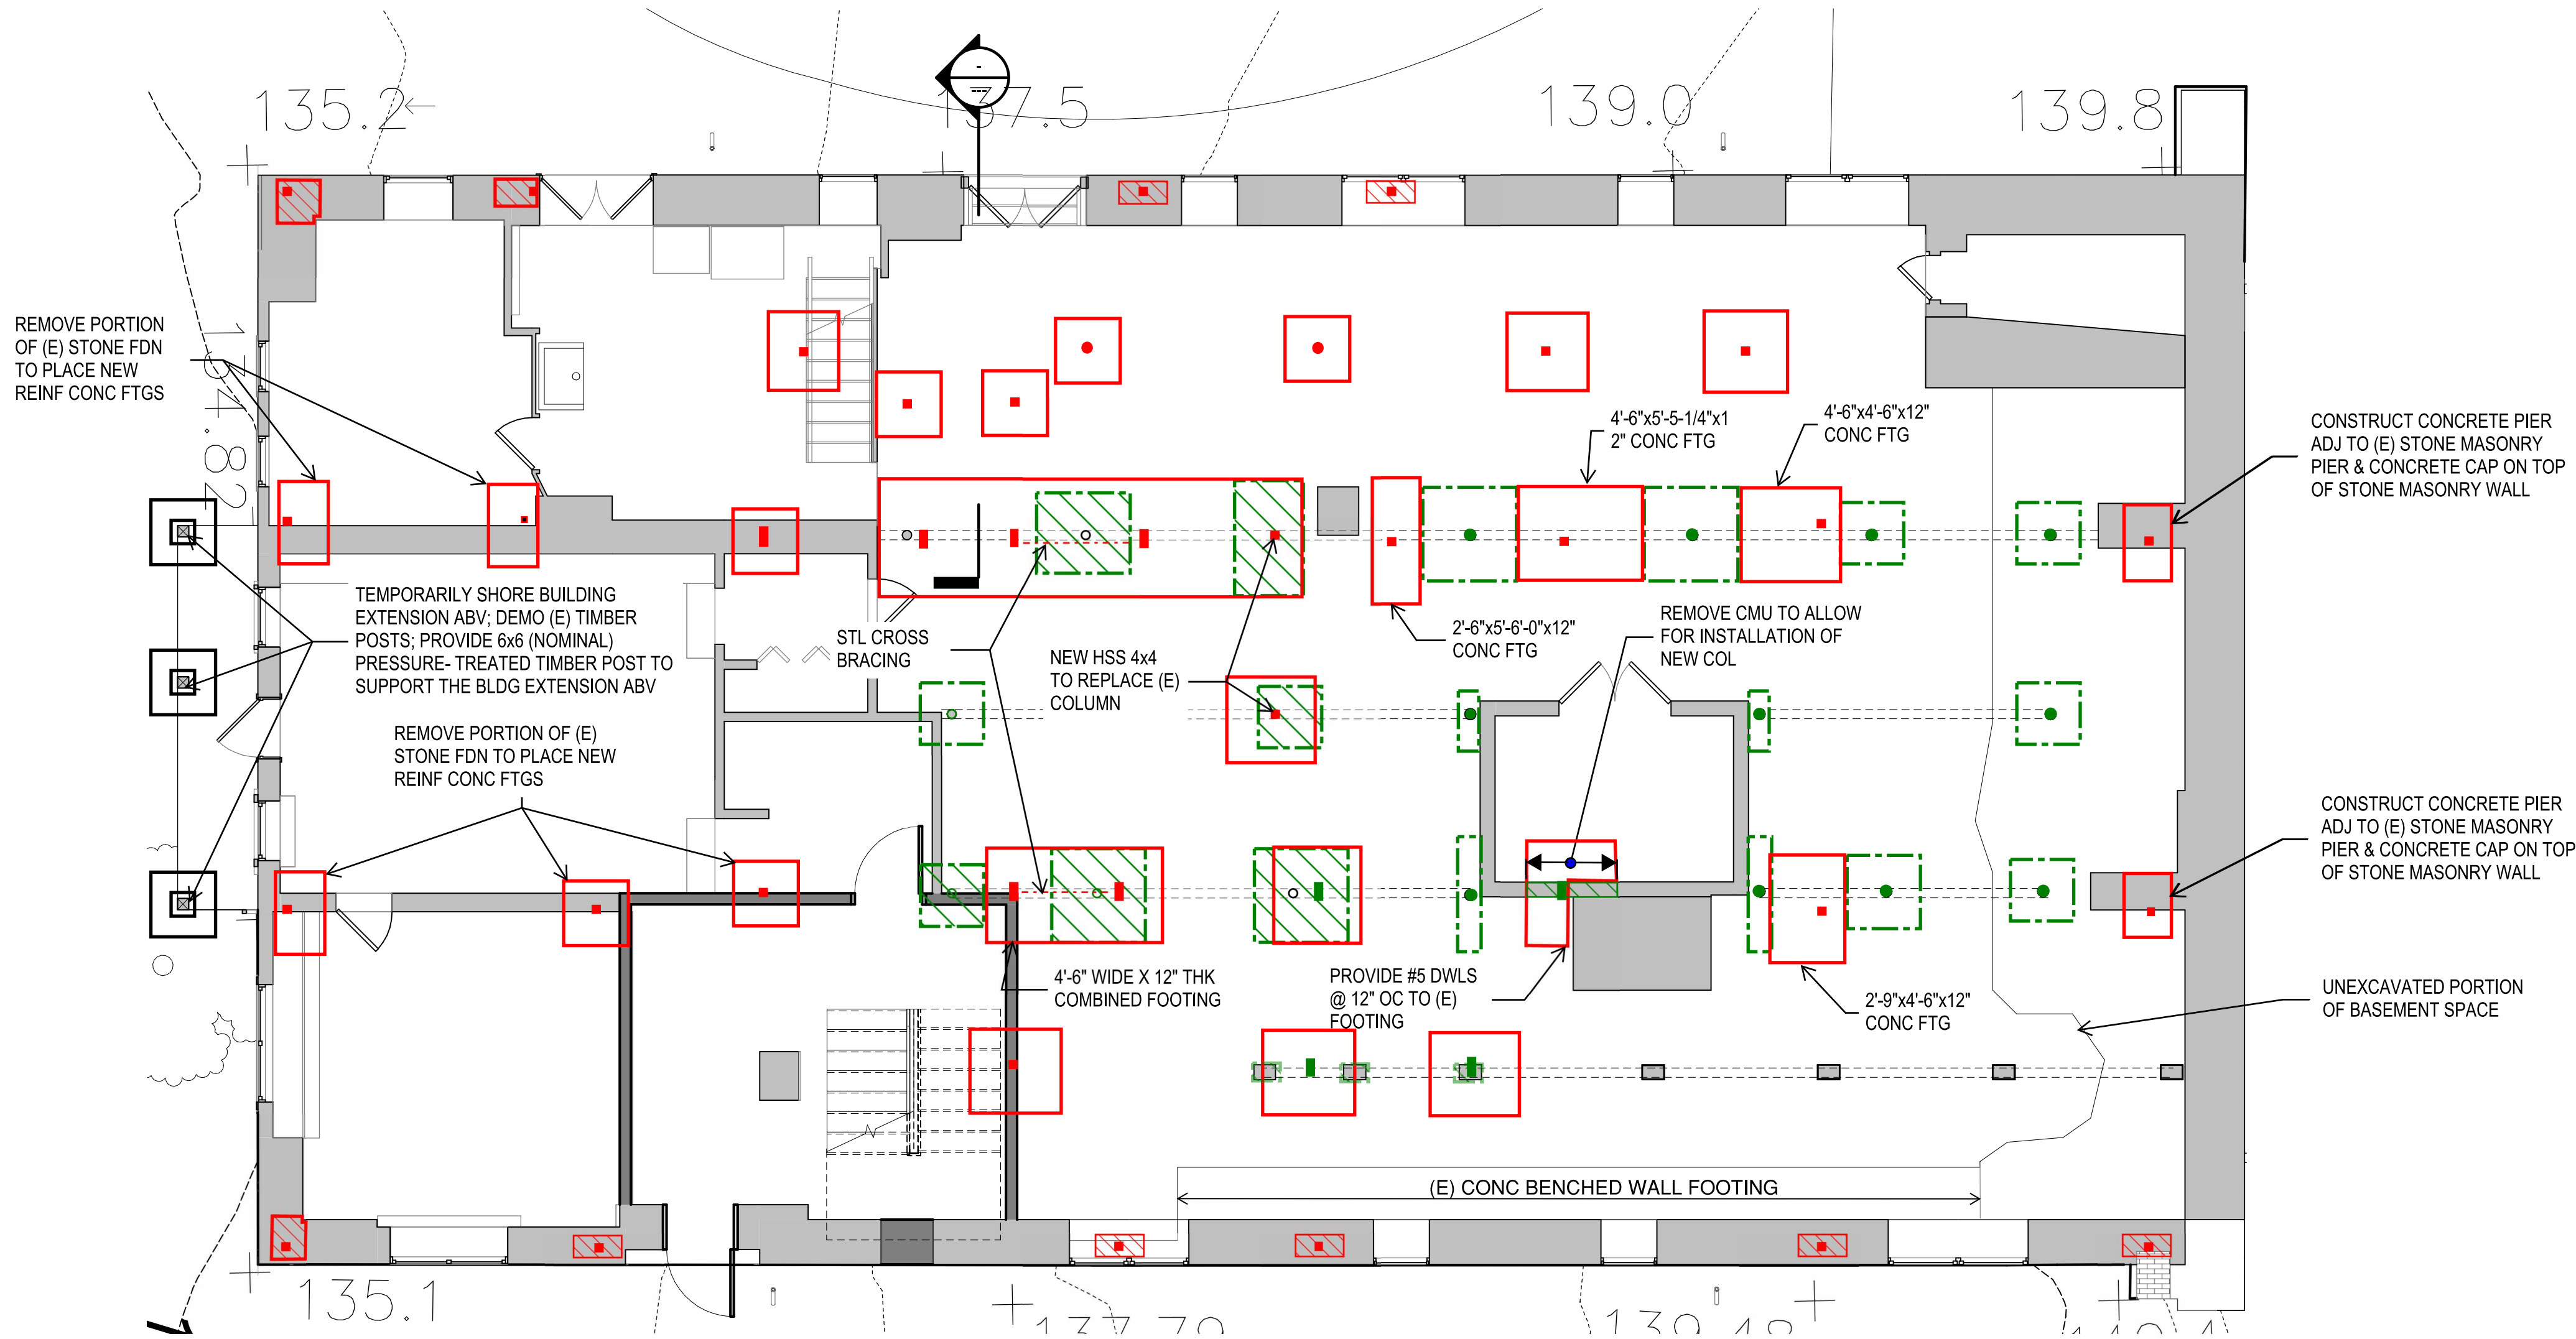 135.2
137.5
139.0
139.8
REMOVE PORTION
OF (E) STONE FDN
TO PLACE NEW
REINF CONC FTGS
4'-6"x5'-5-1/4"x1
2" CONC FTG
4'-6"x4'-6"x12"
CONC FTG
CONSTRUCT CONCRETE PIER
ADJ TO (E) STONE MASONRY
PIER & CONCRETE CAP ON TOP
OF STONE MASONRY WALL
TEMPORARILY SHORE BUILDING
EXTENSION ABV; DEMO (E) TIMBER
POSTS; PROVIDE 6x6 (NOMINAL)
PRESSURE- TREATED TIMBER POST TO
SUPPORT THE BLDG EXTENSION ABV
STL CROSS
BRACING
NEW HSS 4x4
TO REPLACE (E)
COLUMN
2'-6"x5'-6'-0"x12"
CONC FTG
REMOVE CMU TO ALLOW
FOR INSTALLATION OF
NEW COL
REMOVE PORTION OF (E)
STONE FDN TO PLACE NEW
REINF CONC FTGS
CONSTRUCT CONCRETE PIER
ADJ TO (E) STONE MASONRY
PIER & CONCRETE CAP ON TOP
OF STONE MASONRY WALL
4'-6" WIDE X 12" THK
COMBINED FOOTING
PROVIDE #5 DWLS
@ 12" OC TO (E)
FOOTING
2'-9"x4'-6"x12"
CONC FTG
UNEXCAVATED PORTION
OF BASEMENT SPACE
(E) CONC BENCHED WALL FOOTING
135.1
137.79
139.48